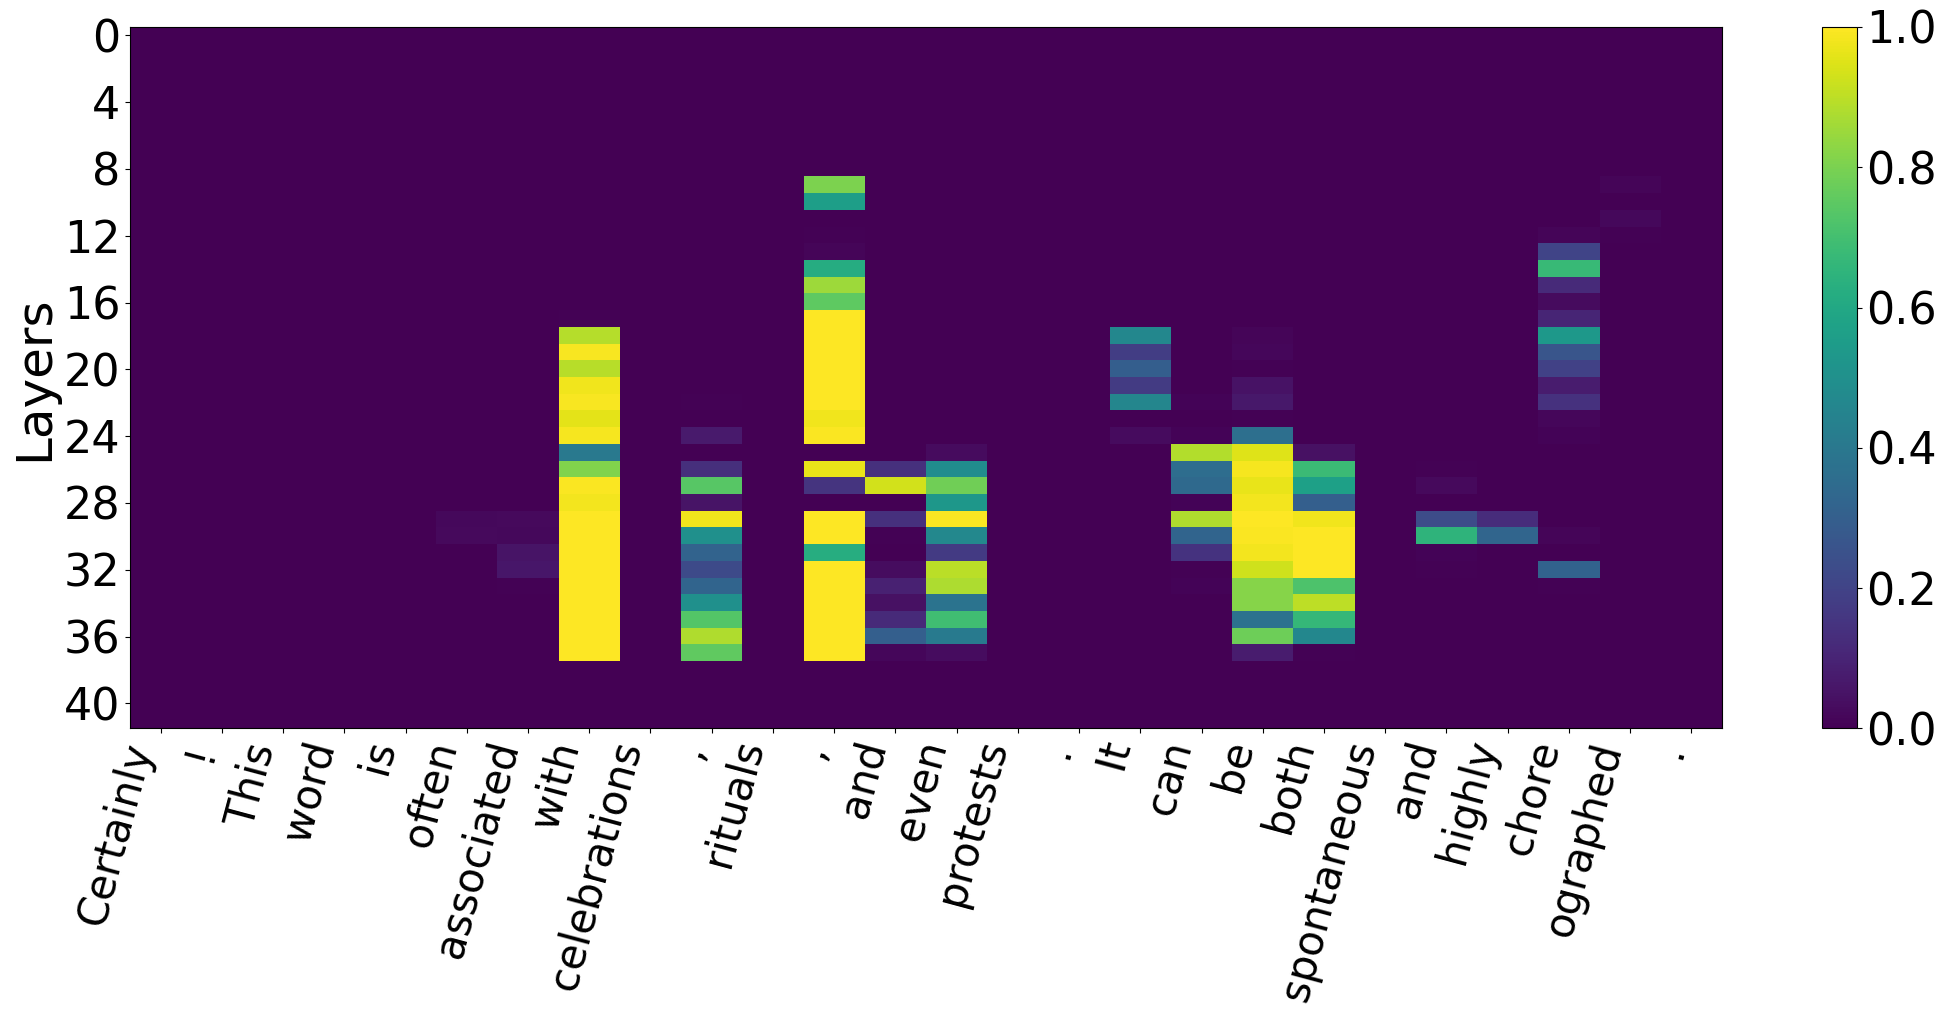 0
4
8
12
16
20
24
28
32
36
40
Layers
Certainly
!
This
word
is
often
associated
with
celebrations
,
rituals
,
and
even
protests
.
It
can
be
both
spontaneous
and
highly
chore
ographed
.
1.0
0.8
0.6
0.4
0.2
0.0